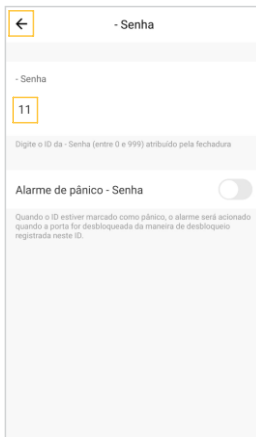 - Senha
- Senha
11
Digite o ID da - Senha (entre 0 e 999) atribuído pela fechadura
Alarme de pânico - Senha
Quando o ID estiver marcado como pânico, o alarme será acionado
quando a porta for desbloqueada da maneira de desbloqueio
registrada neste ID.